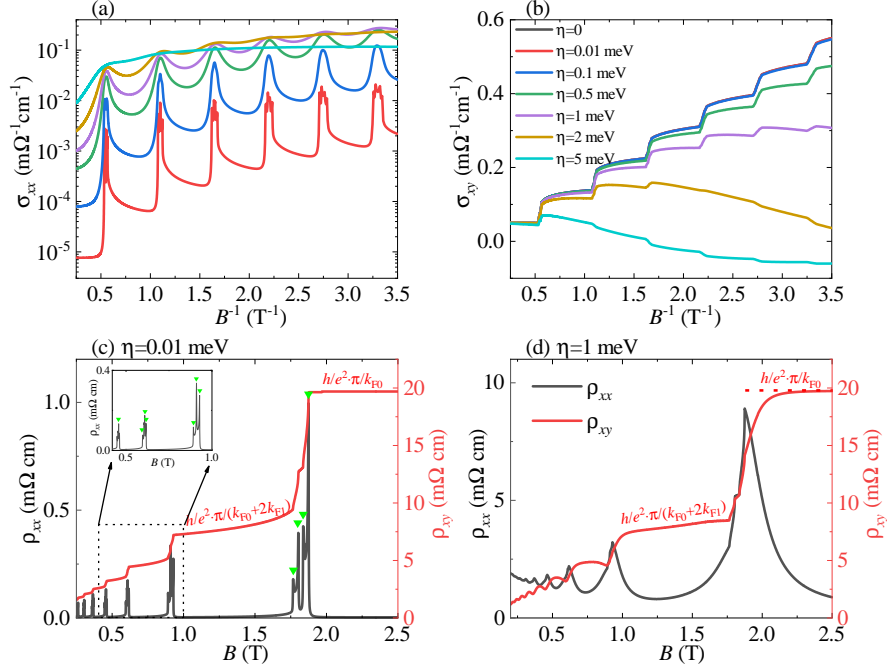 (a)
σxx (mΩ⁻¹cm⁻¹)
10⁻¹
10⁻²
10⁻³
10⁻⁴
10⁻⁵
0.5 1.0 1.5 2.0 2.5 3.0 3.5
B⁻¹ (T⁻¹)
(b)
σxy (mΩ⁻¹cm⁻¹)
0.6
0.4
0.2
0.0
η=0
η=0.01 meV
η=0.1 meV
η=0.5 meV
η=1 meV
η=2 meV
η=5 meV
0.5 1.0 1.5 2.0 2.5 3.0 3.5
B⁻¹ (T⁻¹)
(c) η=0.01 meV
ρxx (mΩ cm)
1.0
0.5
0.0
0.4
0.0
ρxx (mΩ cm)
0.5 1.0
B (T)
h/e²·π/kF0
h/e²·π/(kF0+2kF1)
20
15
10
5
0
ρxy (mΩ cm)
0.5 1.0 1.5 2.0 2.5
B (T)
(d) η=1 meV
ρxx (mΩ cm)
10
5
0
ρxx
ρxy
h/e²·π/kF0
h/e²·π/(kF0+2kF1)
20
15
10
5
0
ρxy (mΩ cm)
0.5 1.0 1.5 2.0 2.5
B (T)